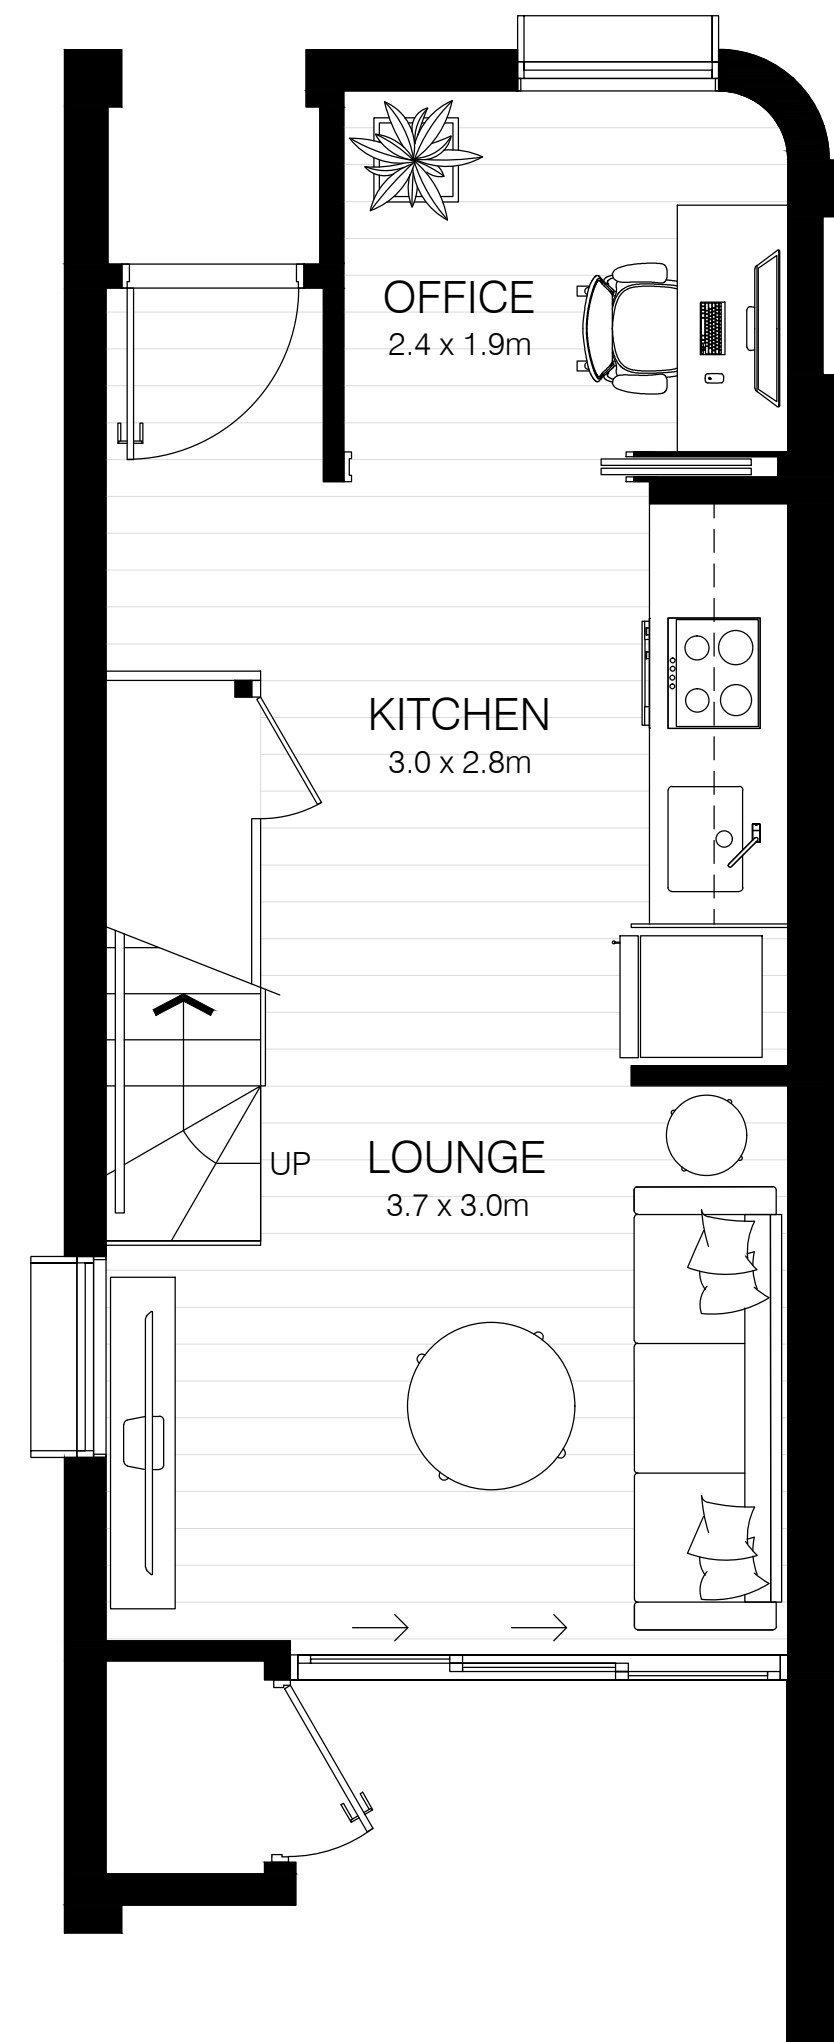 OFFICE
2.4 x 1.9m
KITCHEN
3.0 x 2.8m
UP
LOUNGE
3.7 x 3.0m